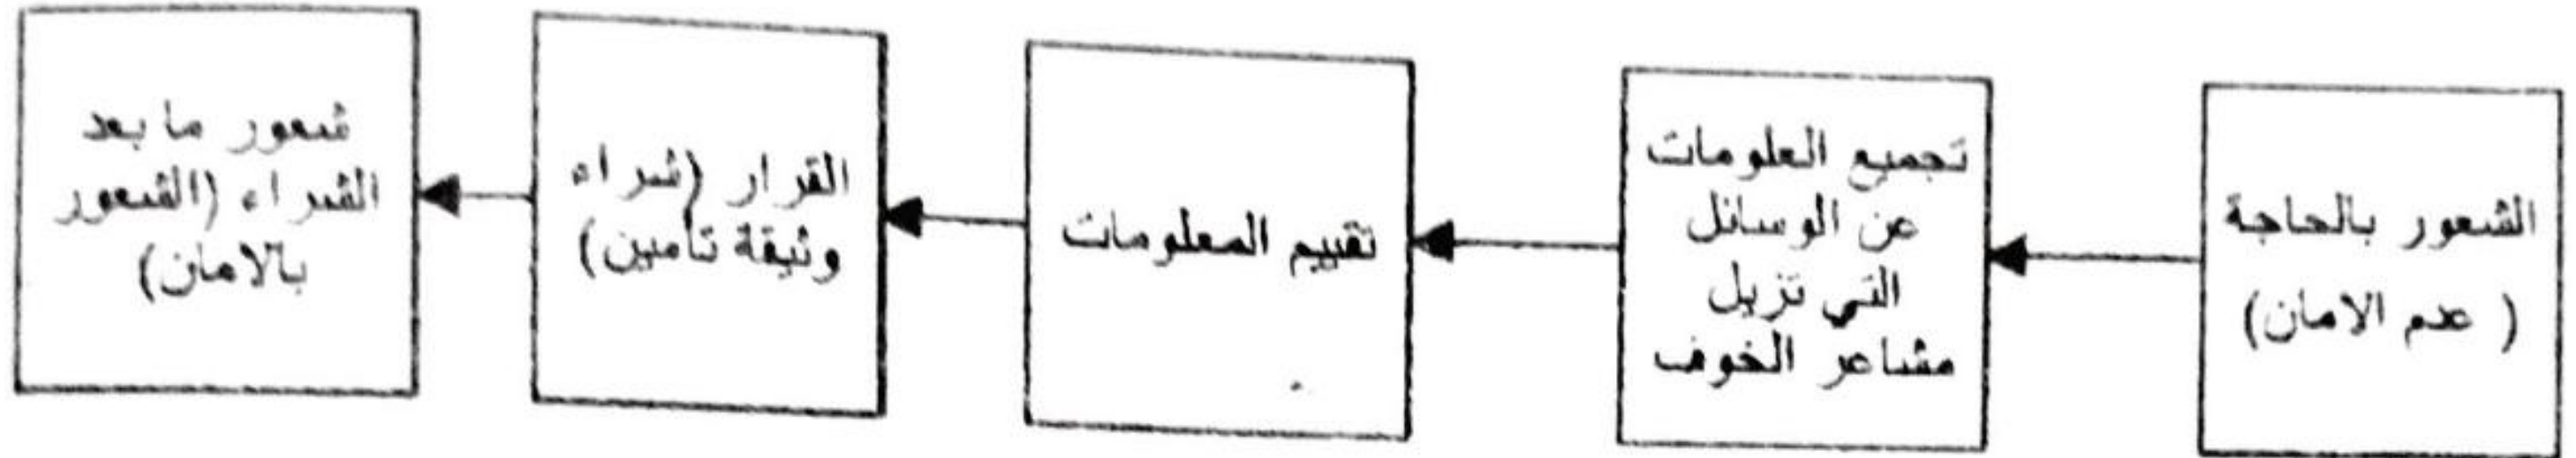 الشعور بالحاجة
( عدم الامان)
تجميع العلومات
عن الوسائل
التي تزيل
مشاعر الخوف
تقييم المعلومات
القرار (شراء
وثيقة تأمين)
شعور ما بعد
الشراء (الشعور
بالامان)